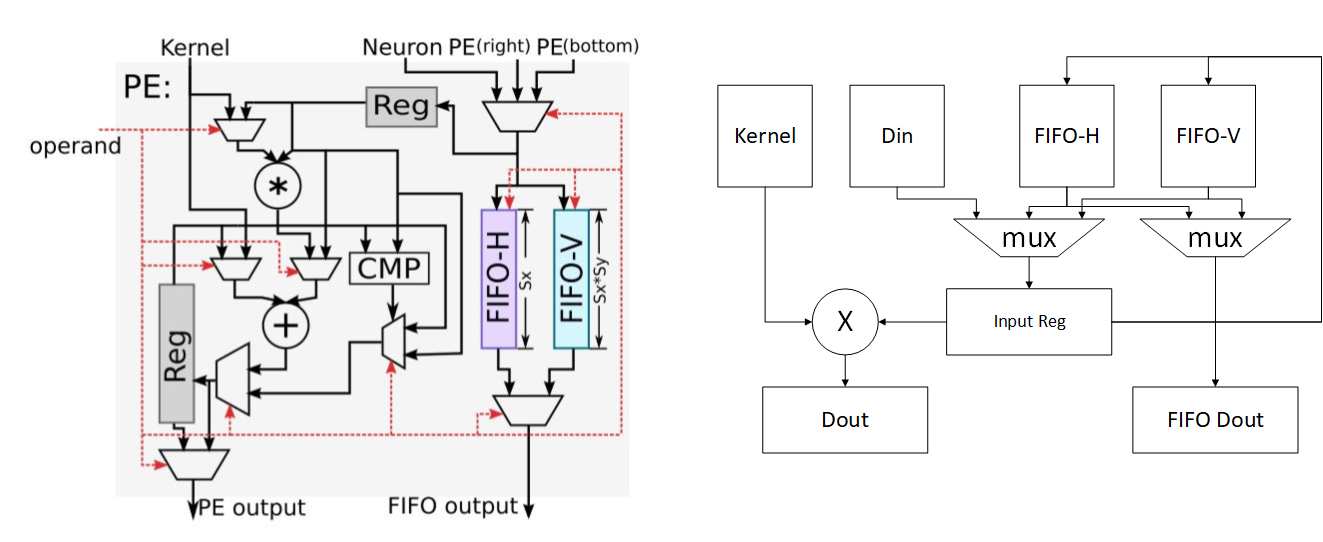 Kernel
Neuron PE(right) PE(bottom)
PE:
Reg
operand
*
FIFO-H
Sx
FIFO-V
Sx*Sy
CMP
+
Reg
PE output
FIFO output
Kernel
Din
FIFO-H
FIFO-V
mux
mux
X
Input Reg
Dout
FIFO Dout